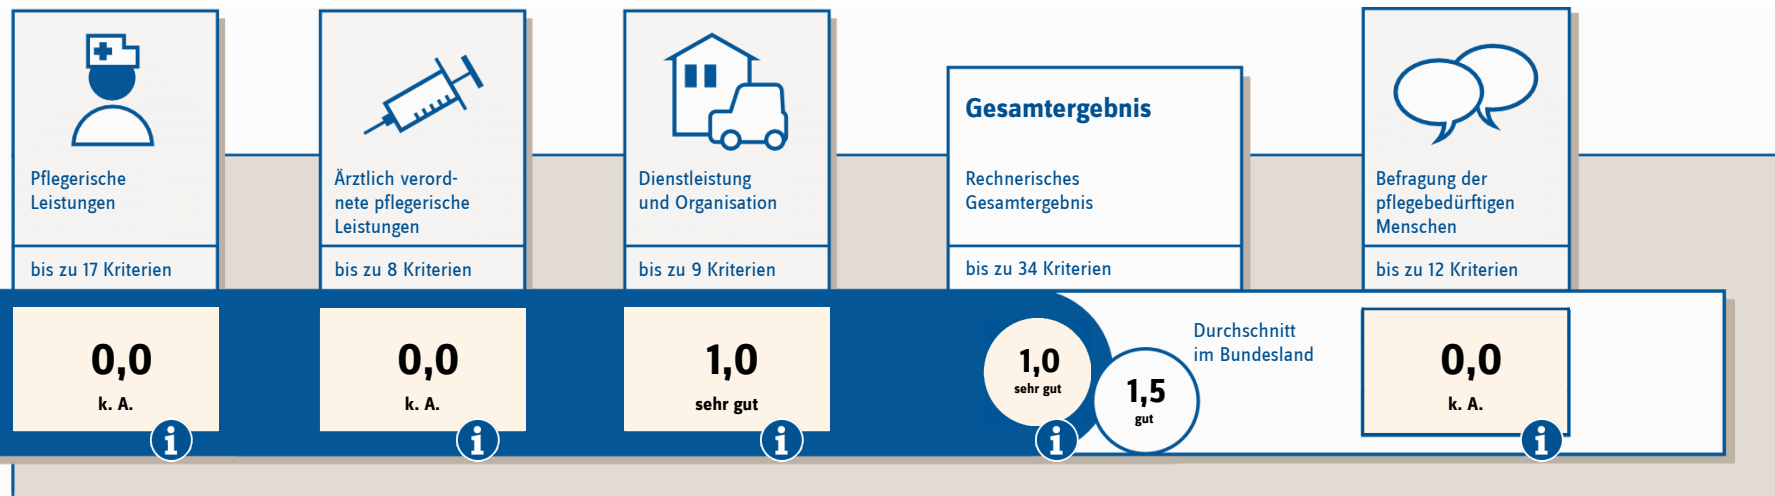 Pflegerische
Leistungen
bis zu 17 Kriterien
0,0
k. A.
Ärztlich verord-
nete pflegerische
Leistungen
bis zu 8 Kriterien
0,0
k. A.
Dienstleistung
und Organisation
bis zu 9 Kriterien
1,0
sehr gut
Gesamtergebnis
Rechnerisches
Gesamtergebnis
bis zu 34 Kriterien
1,0
sehr gut
1,5
gut
Durchschnitt
im Bundesland
Befragung der
pflegebedürftigen
Menschen
bis zu 12 Kriterien
0,0
k. A.